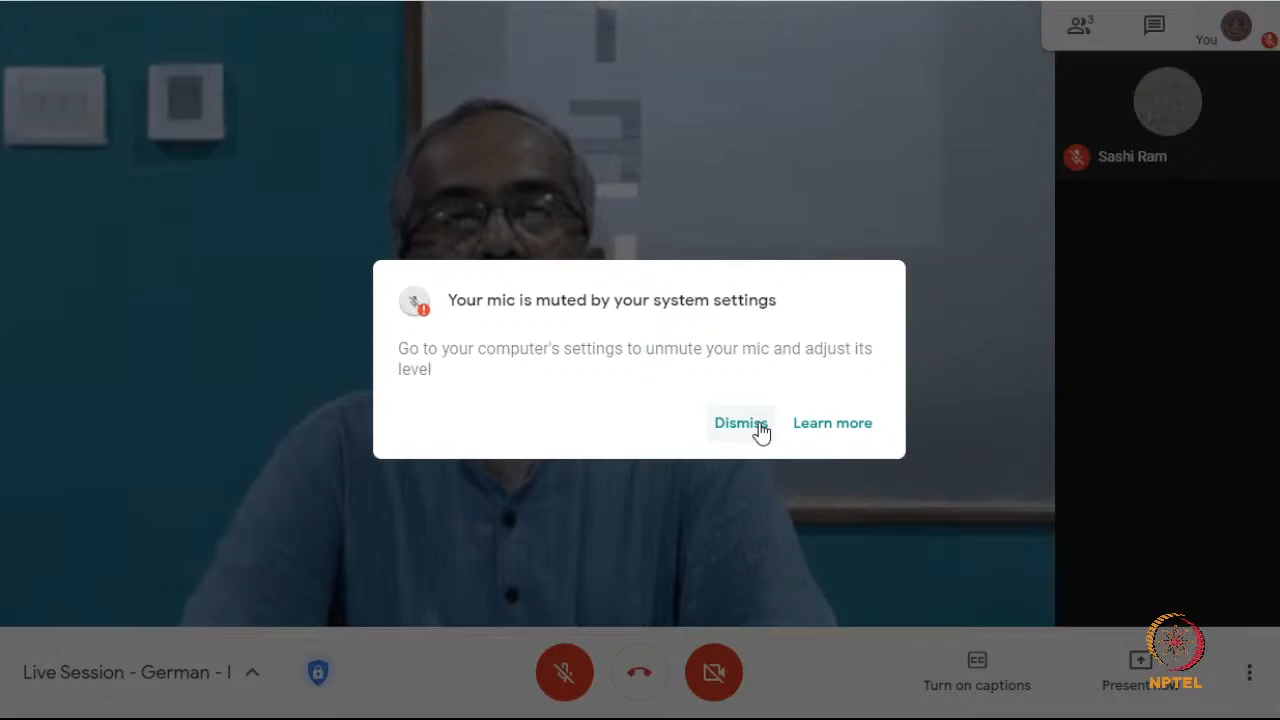 3
You
Sashi Ram
Your mic is muted by your system settings
Go to your computer's settings to unmute your mic and adjust its
level
Dismiss
Learn more
Live Session - German - I
CC
Turn on captions
Present now
NPTEL